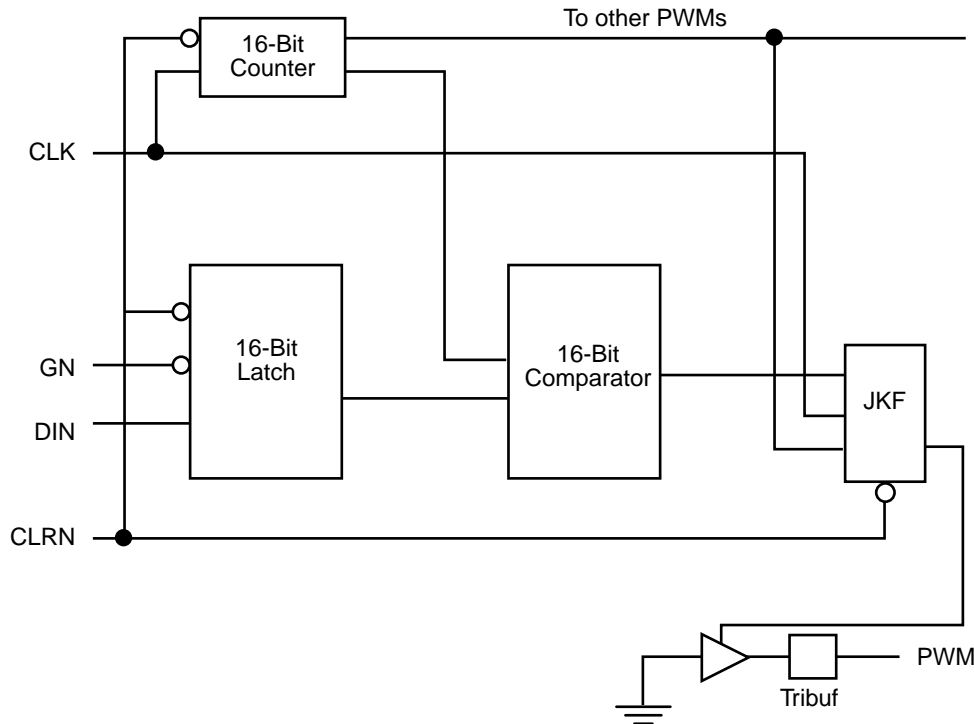 To other PWMs
16-Bit
Counter
CLK
16-Bit
Latch
16-Bit
Comparator
GN
JKF
DIN
CLRN
PWM
Tribuf